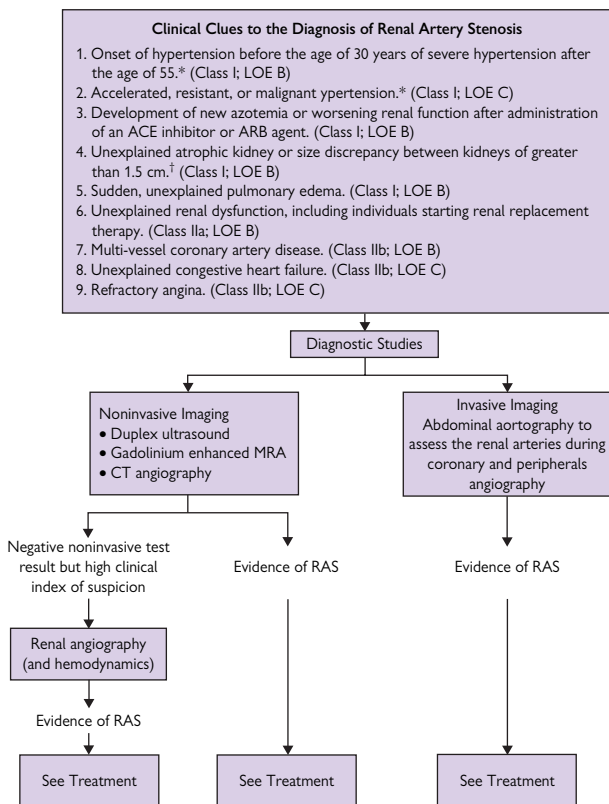 Clinical Clues to the Diagnosis of Renal Artery Stenosis
1. Onset of hypertension before the age of 30 years of severe hypertension after
the age of 55.* (Class I; LOE B)
2. Accelerated, resistant, or malignant ypertension.* (Class I; LOE C)
3. Development of new azotemia or worsening renal function after administration
of an ACE inhibitor or ARB agent. (Class I; LOE B)
4. Unexplained atrophic kidney or size discrepancy between kidneys of greater
than 1.5 cm.† (Class I; LOE B)
5. Sudden, unexplained pulmonary edema. (Class I; LOE B)
6. Unexplained renal dysfunction, including individuals starting renal replacement
therapy. (Class IIa; LOE B)
7. Multi-vessel coronary artery disease. (Class IIb; LOE B)
8. Unexplained congestive heart failure. (Class IIb; LOE C)
9. Refractory angina. (Class IIb; LOE C)
Diagnostic Studies
Noninvasive Imaging
• Duplex ultrasound
• Gadolinium enhanced MRA
• CT angiography
Invasive Imaging
Abdominal aortography to
assess the renal arteries during
coronary and peripherals
angiography
Negative noninvasive test
result but high clinical
index of suspicion
Evidence of RAS
Evidence of RAS
Renal angiography
(and hemodynamics)
Evidence of RAS
See Treatment
See Treatment
See Treatment